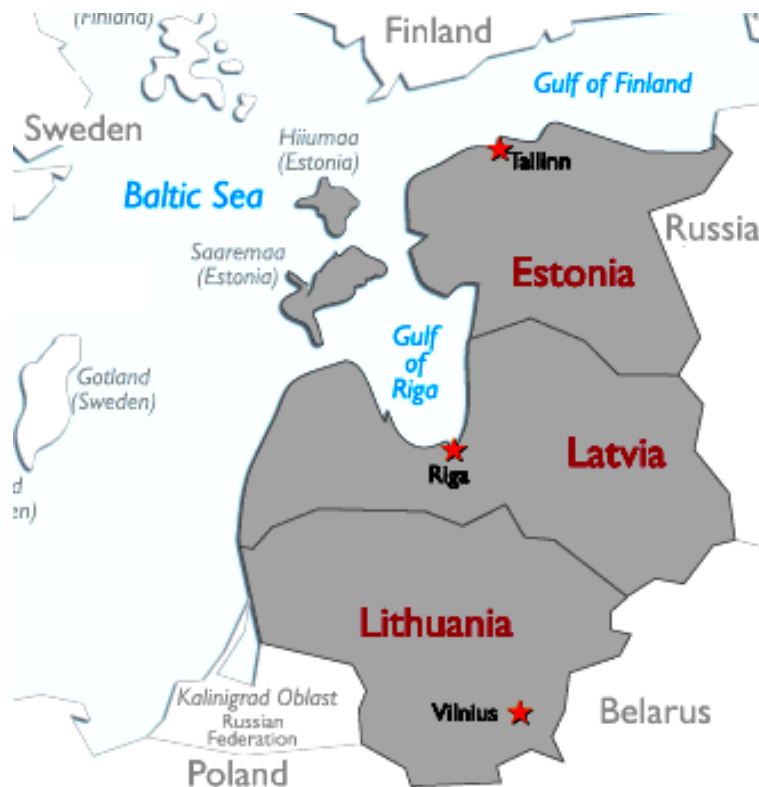 (Finland)
Finland
Gulf of Finland
Sweden
Hiiumaa
(Estonia)
Tallinn
Baltic Sea
Russia
Saaremaa
(Estonia)
Estonia
Gulf
of
Riga
Gotland
(Sweden)
Latvia
Riga
d
en)
Lithuania
Kalinigrad Oblast
Russian
Federation
Vilnius
Belarus
Poland